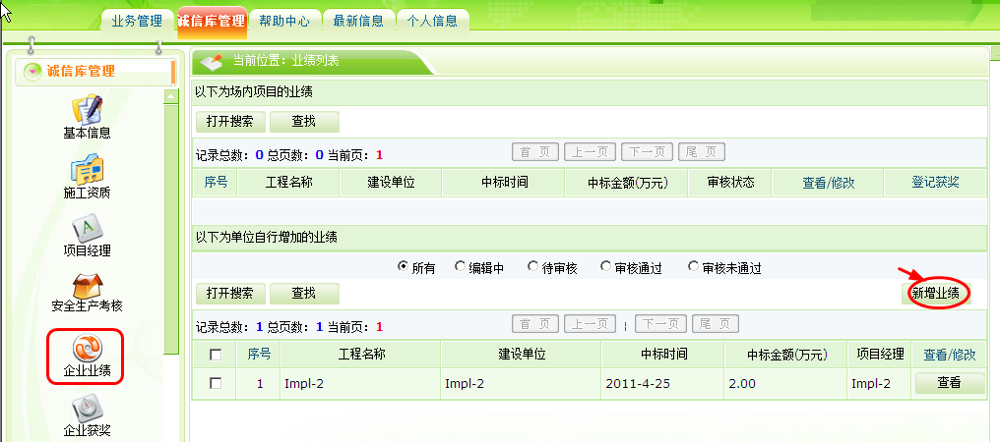 业务管理 诚信库管理 帮助中心 最新信息 个人信息
诚信库管理
基本信息
施工资质
项目经理
安全生产考核
企业业绩
企业获奖
当前位置：业绩列表
以下为场内项目的业绩
打开搜索 查找
记录总数：0 总页数：0 当前页：1 首 页 上一页 下一页 尾 页
序号 工程名称 建设单位 中标时间 中标金额(万元) 审核状态 查看/修改 登记获奖
以下为单位自行增加的业绩
所有 编辑中 待审核 审核通过 审核未通过
打开搜索 查找 新增业绩
记录总数：1 总页数：1 当前页：1 首 页 上一页 ¦ 下一页 尾 页
序号 工程名称 建设单位 中标时间 中标金额(万元) 项目经理 查看/修改
1 Impl-2 Impl-2 2011-4-25 2.00 Impl-2 查看